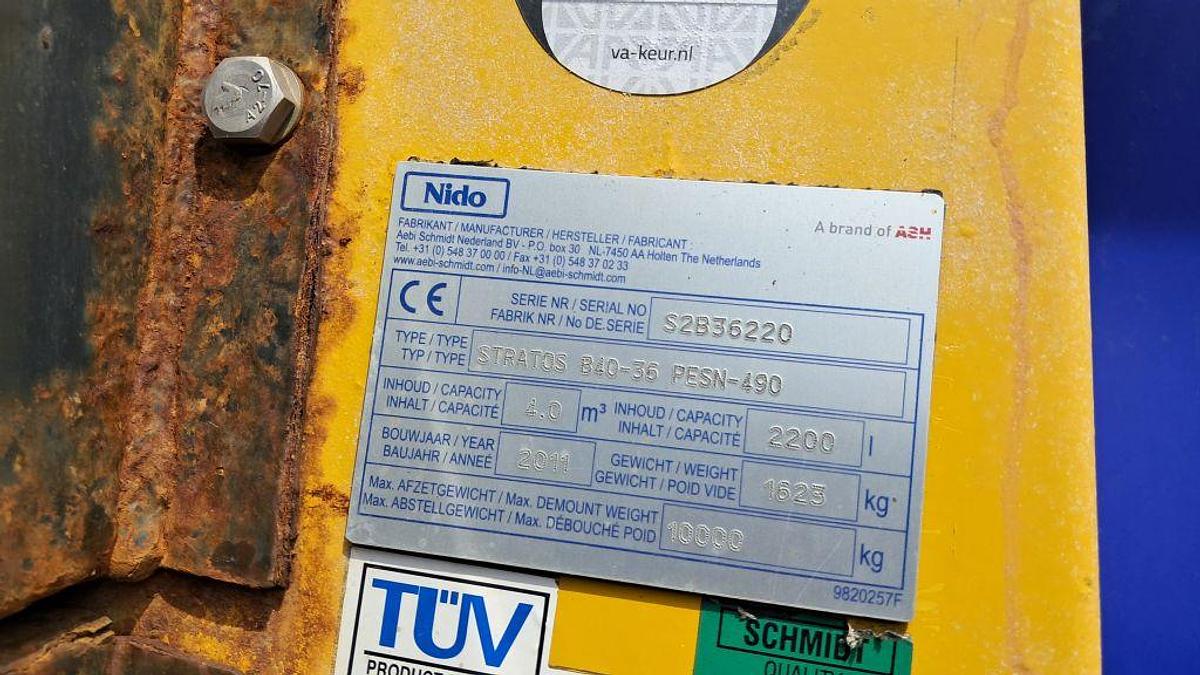 va-keur.nl
A2-70
Nido
A brand of ASH
FABRIKANT / MANUFACTURER / HERSTELLER / FABRICANT :
Aebi Schmidt Nederland BV - P.O. box 30 NL-7450 AA Holten The Netherlands
Tel. +31 (0) 548 37 00 00 / Fax +31 (0) 548 37 02 33
www.aebi-schmidt.com / info-NL@aebi-schmidt.com
CE
SERIE NR / SERIAL NO
FABRIK NR / No DE SERIE
S2B36220
TYPE / TYPE
TYP / TYPE
STRATOS B40-36 PESN-490
INHOUD / CAPACITY
INHALT / CAPACITÉ
4.0 m³
INHOUD / CAPACITY
INHALT / CAPACITÉ
2200 l
BOUWJAAR / YEAR
BAUJAHR / ANNEÉ
2011
GEWICHT / WEIGHT
GEWICHT / POID VIDE
1623 kg
Max. AFZETGEWICHT / Max. DEMOUNT WEIGHT
Max. ABSTELLGEWICHT / Max. DÉBOUCHÉ POID
10000 kg
9820257F
TÜV
PRODUCT
SCHMIDT